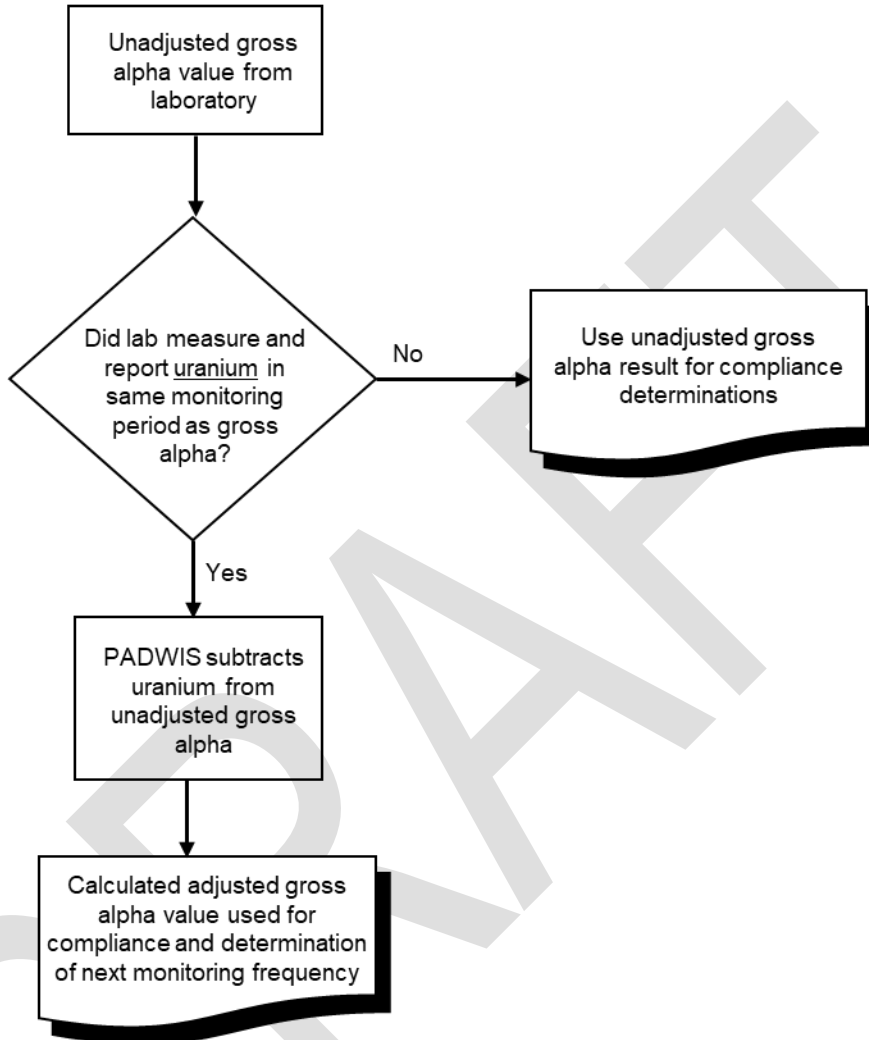 Unadjusted gross
alpha value from
laboratory
Did lab measure and
report uranium in
same monitoring
period as gross
alpha?
No
Use unadjusted gross
alpha result for compliance
determinations
Yes
PADWIS subtracts
uranium from
unadjusted gross
alpha
Calculated adjusted gross
alpha value used for
compliance and determination
of next monitoring frequency
DRAFT